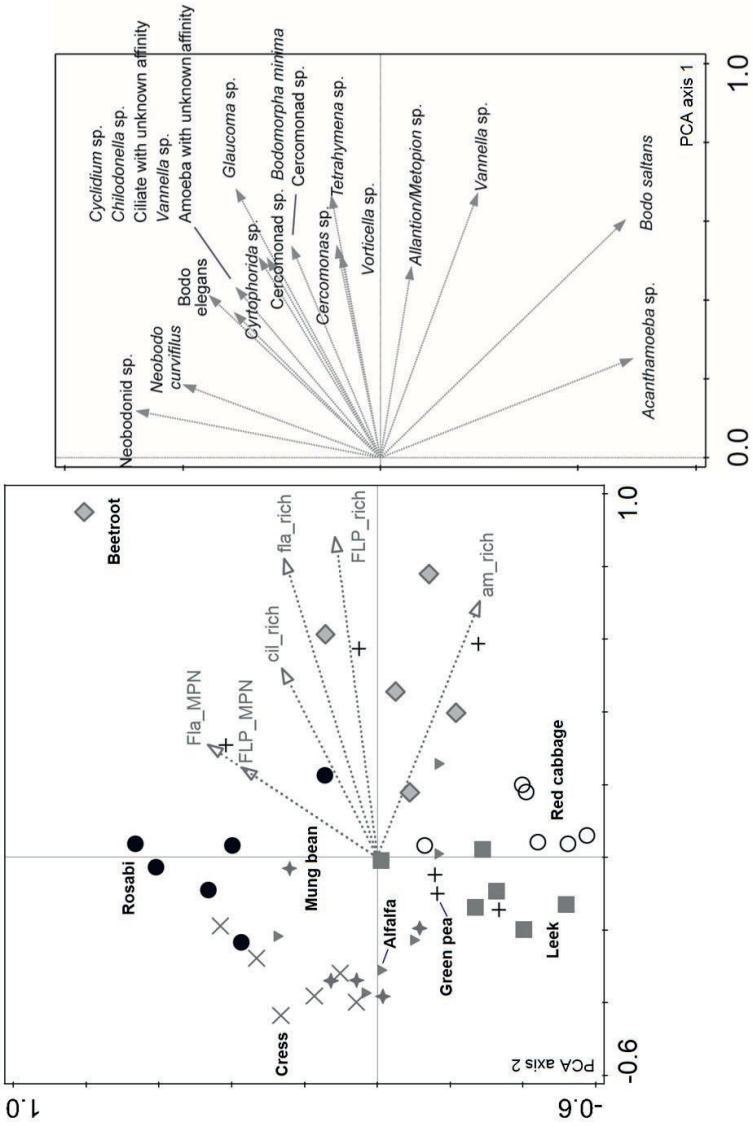 Cyclidium sp.
Chilodonella sp.
Ciliate with unknown affinity
Vannella sp.
Amoeba with unknown affinity
Neobodonid sp.
Neobodo
curvifilus
Bodo
elegans
Glaucoma sp.
Cyrtophorida sp.
Cercomonad sp.
Bodomorpha minima
Cercomonad sp.
Cercomonas sp.
Tetrahymena sp.
Vorticella sp.
Allantion/Metopion sp.
Vannella sp.
Bodo saltans
Acanthamoeba sp.
PCA axis 1
0.0
1.0
Beetroot
Fla_MPN
FLP_MPN
cil_rich
fla_rich
FLP_rich
am_rich
Rosabi
Mung bean
Cress
Alfalfa
Green pea
Leek
Red cabbage
PCA axis 2
1.0
-0.6
-0.6
1.0